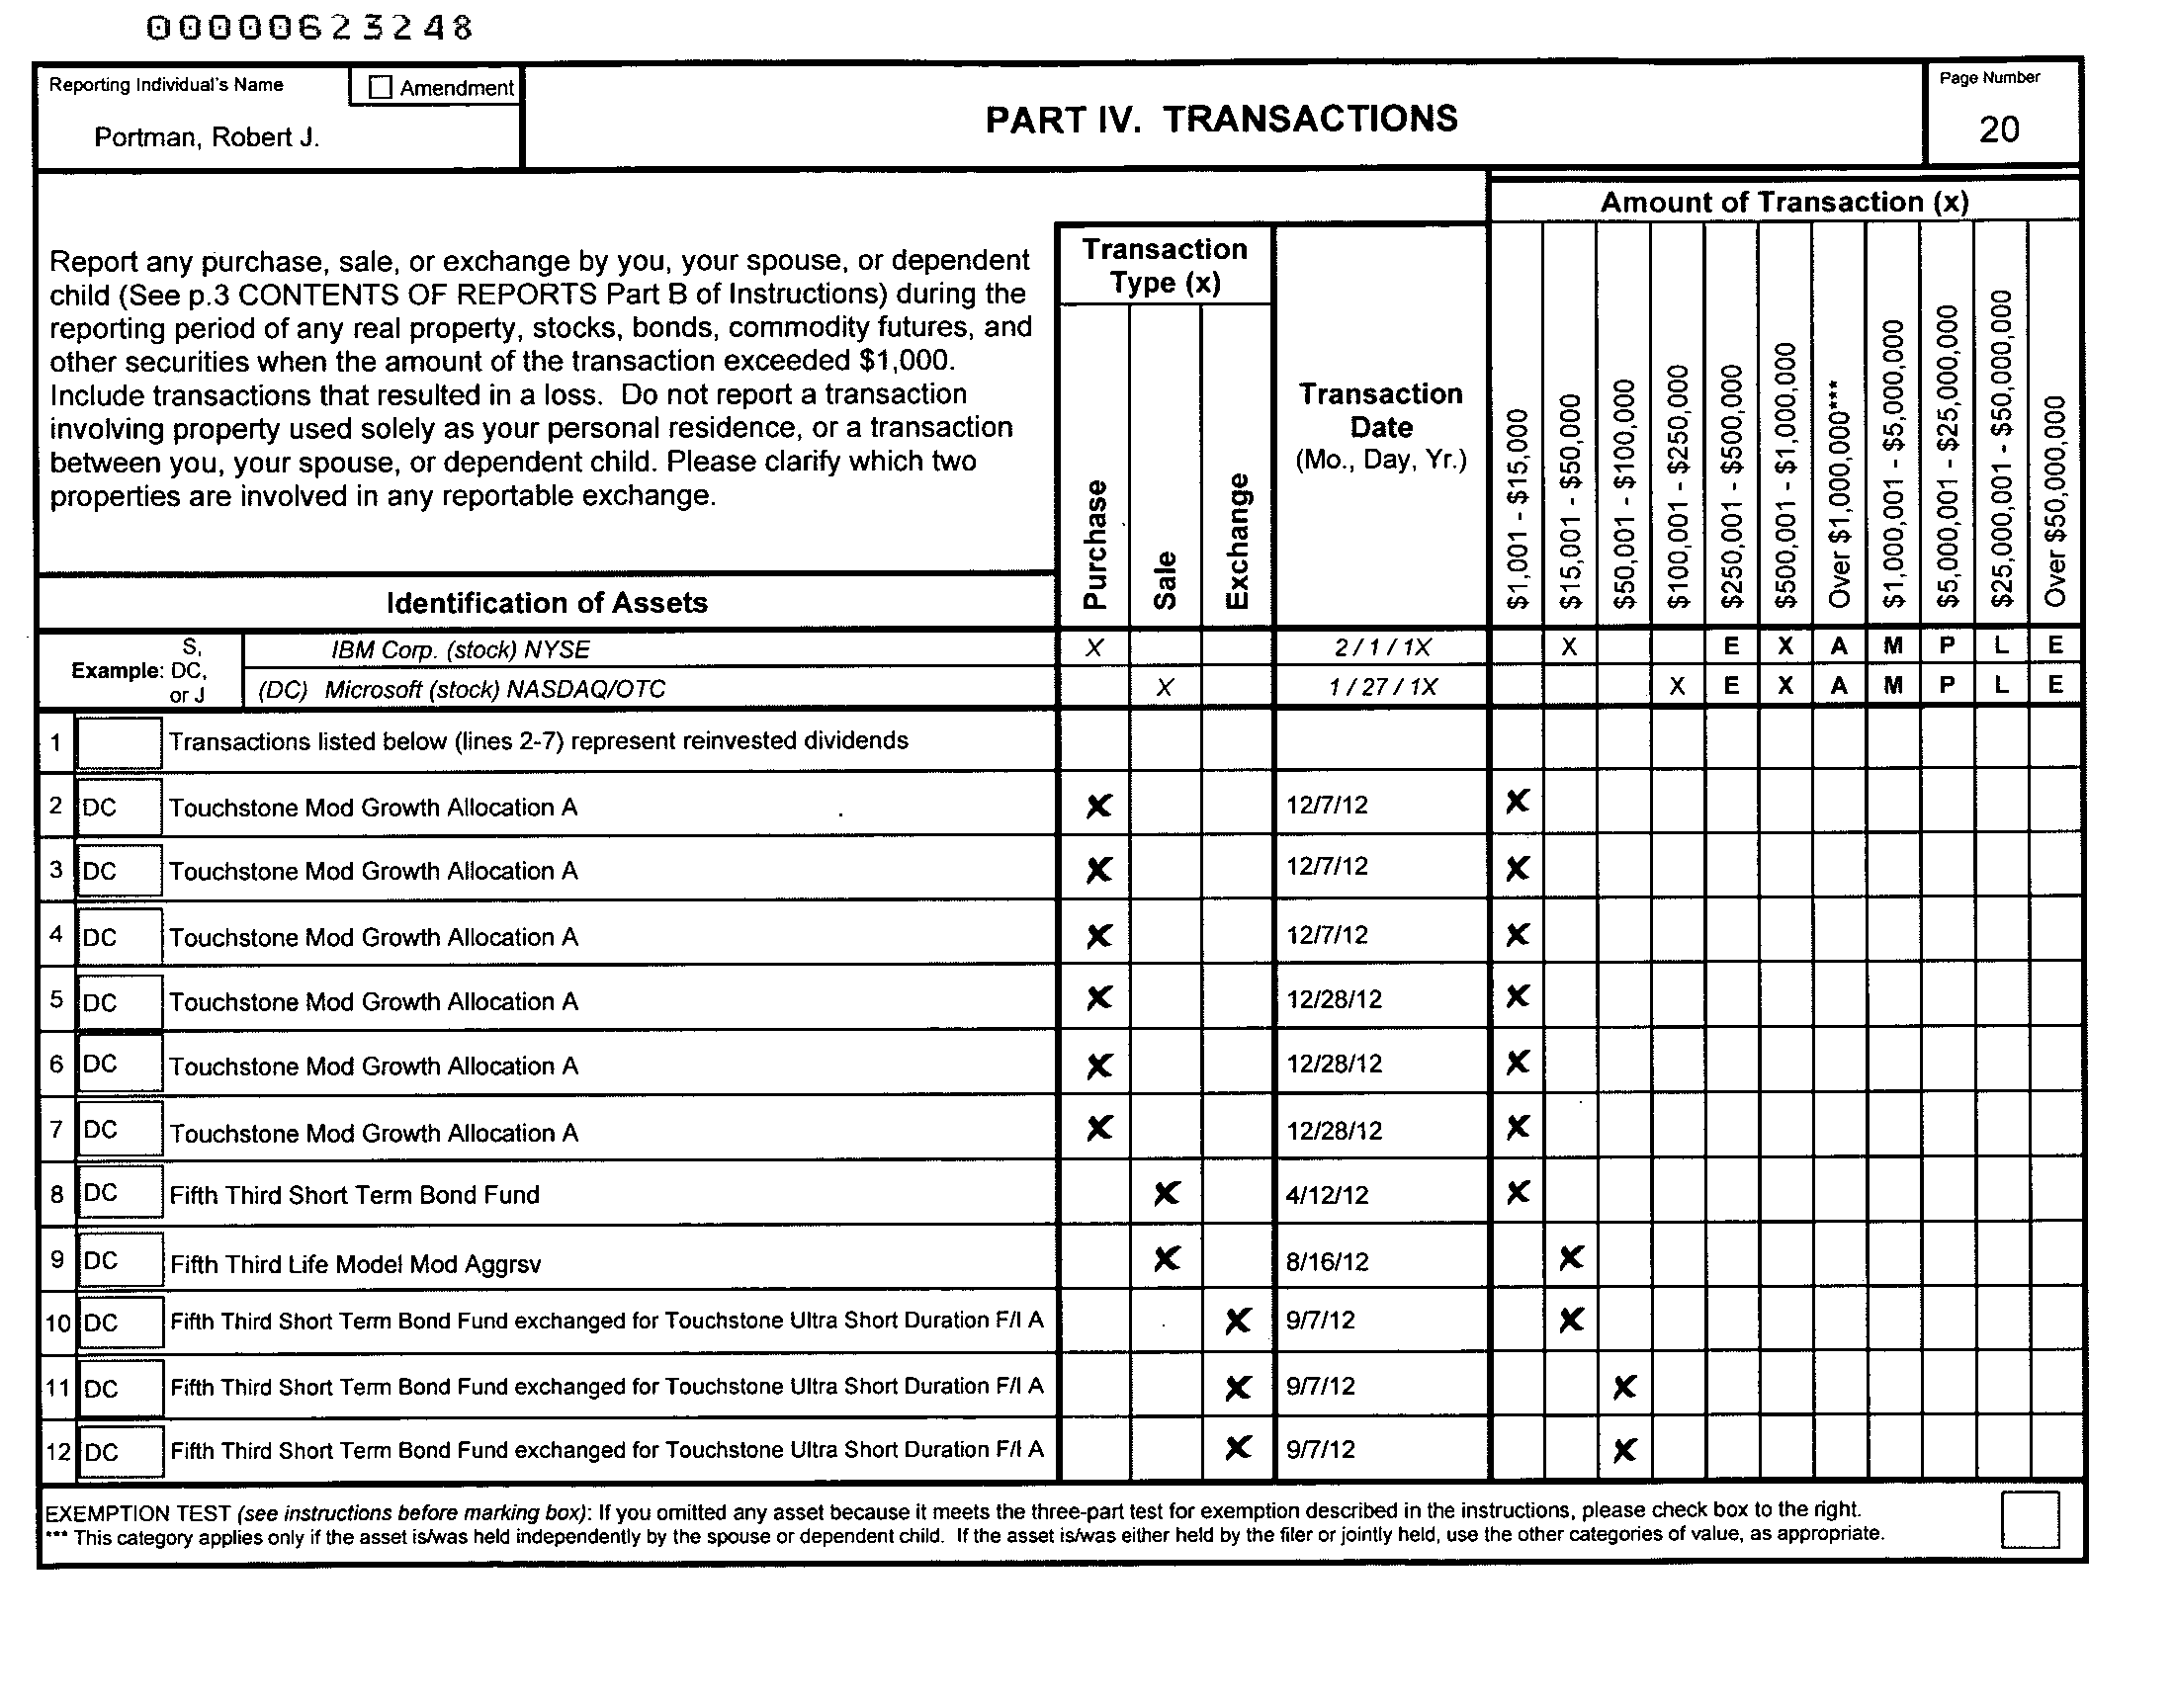 00000623248
Reporting Individual's Name
☐ Amendment
Portman, Robert J.
PART IV. TRANSACTIONS
Page Number
20
Report any purchase, sale, or exchange by you, your spouse, or dependent
child (See p.3 CONTENTS OF REPORTS Part B of Instructions) during the
reporting period of any real property, stocks, bonds, commodity futures, and
other securities when the amount of the transaction exceeded $1,000.
Include transactions that resulted in a loss. Do not report a transaction
involving property used solely as your personal residence, or a transaction
between you, your spouse, or dependent child. Please clarify which two
properties are involved in any reportable exchange.
Identification of Assets
Transaction
Type (x)
Purchase
Sale
Exchange
Transaction
Date
(Mo., Day, Yr.)
Amount of Transaction (x)
$1,001 - $15,000
$15,001 - $50,000
$50,001 - $100,000
$100,001 - $250,000
$250,001 - $500,000
$500,001 - $1,000,000
Over $1,000,000***
$1,000,001 - $5,000,000
$5,000,001 - $25,000,000
$25,000,001 - $50,000,000
Over $50,000,000
Example: S, DC, or J
IBM Corp. (stock) NYSE X 2 / 1 / 1X X E X A M P L E
(DC) Microsoft (stock) NASDAQ/OTC X 1 / 27 / 1X X E X A M P L E
1 Transactions listed below (lines 2-7) represent reinvested dividends
2 DC Touchstone Mod Growth Allocation A X 12/7/12 X
3 DC Touchstone Mod Growth Allocation A X 12/7/12 X
4 DC Touchstone Mod Growth Allocation A X 12/7/12 X
5 DC Touchstone Mod Growth Allocation A X 12/28/12 X
6 DC Touchstone Mod Growth Allocation A X 12/28/12 X
7 DC Touchstone Mod Growth Allocation A X 12/28/12 X
8 DC Fifth Third Short Term Bond Fund X 4/12/12 X
9 DC Fifth Third Life Model Mod Aggrsv X 8/16/12 X
10 DC Fifth Third Short Term Bond Fund exchanged for Touchstone Ultra Short Duration F/I A X 9/7/12 X
11 DC Fifth Third Short Term Bond Fund exchanged for Touchstone Ultra Short Duration F/I A X 9/7/12 X
12 DC Fifth Third Short Term Bond Fund exchanged for Touchstone Ultra Short Duration F/I A X 9/7/12 X
EXEMPTION TEST (see instructions before marking box): If you omitted any asset because it meets the three-part test for exemption described in the instructions, please check box to the right.
*** This category applies only if the asset is/was held independently by the spouse or dependent child. If the asset is/was either held by the filer or jointly held, use the other categories of value, as appropriate.